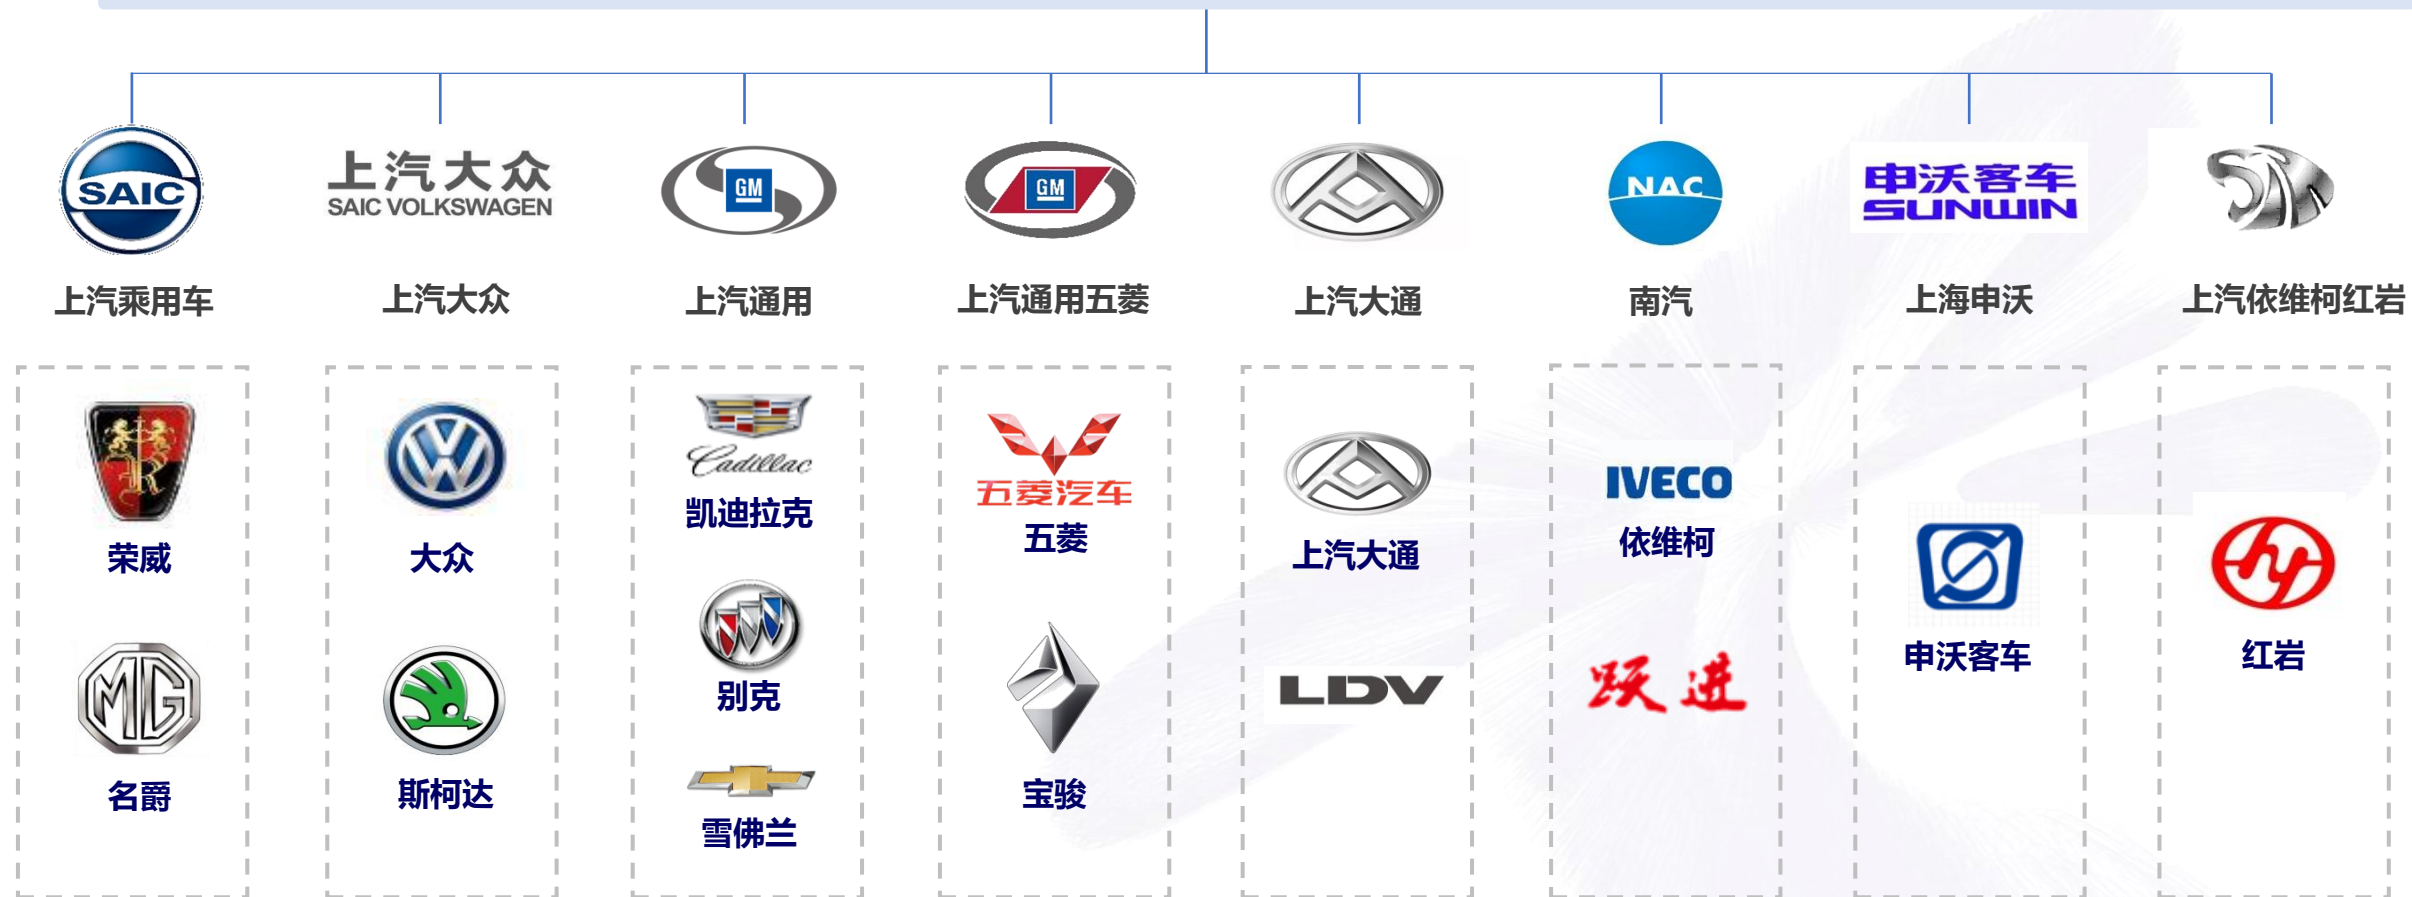 SAIC
上汽大众
SAIC VOLKSWAGEN
GM
GM
NAC
申沃客车
SUNWIN
上汽乘用车
上汽大众
上汽通用
上汽通用五菱
上汽大通
南汽
上海申沃
上汽依维柯红岩
R
荣威
MG
名爵
VW
大众
斯柯达
Cadillac
凯迪拉克
别克
雪佛兰
五菱汽车
五菱
宝骏
上汽大通
LDV
IVECO
依维柯
跃进
申沃客车
hy
红岩